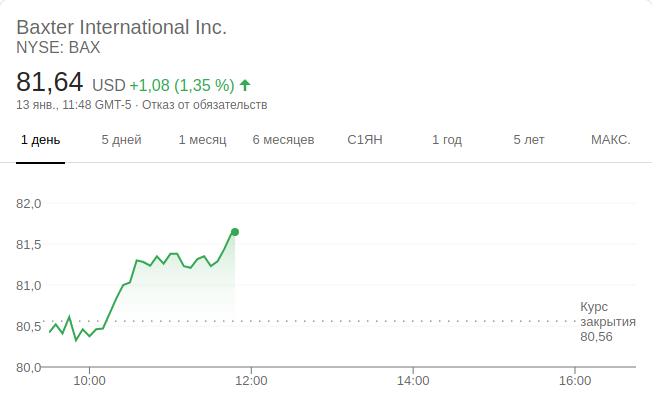 Baxter International Inc.
NYSE: BAX
81,64 USD +1,08 (1,35 %)
13 янв., 11:48 GMT-5 · Отказ от обязательств
1 день 5 дней 1 месяц 6 месяцев С1ЯН 1 год 5 лет МАКС.
82,0
81,5
81,0
Курс
80,5 закрытия
80,56
80,0
10:00 12:00 14:00 16:00